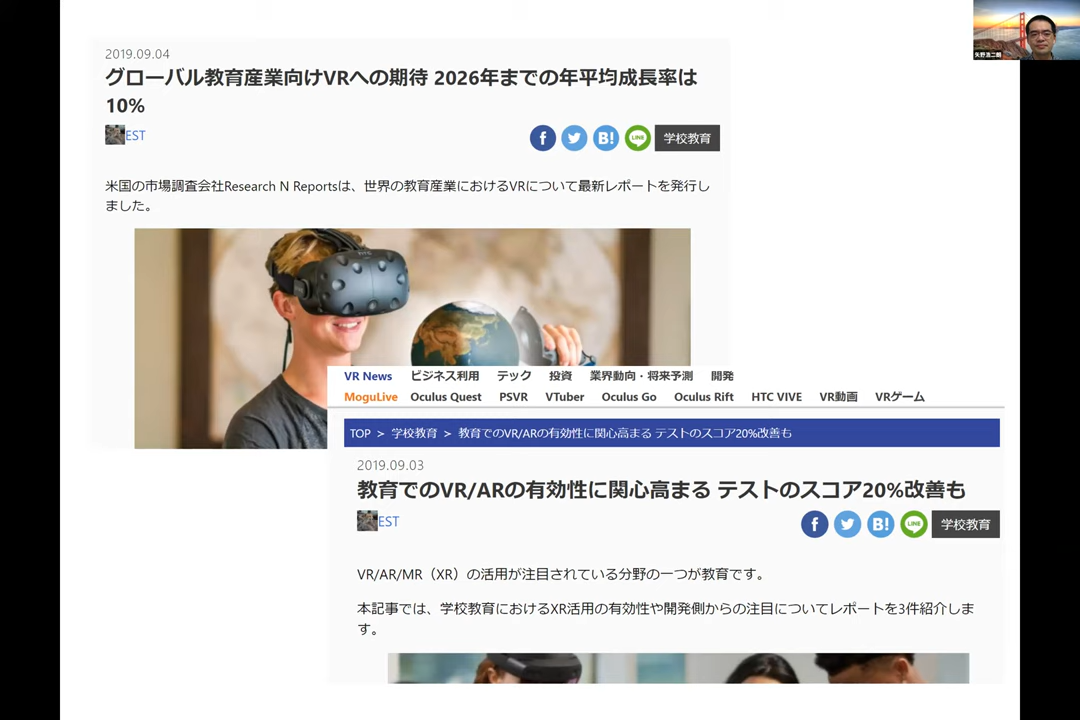 2019.09.04
グローバル教育産業向けVRへの期待 2026年までの年平均成長率は
10%
EST
f
B!
LINE
学校教育
米国の市場調査会社Research N Reportsは、世界の教育産業におけるVRについて最新レポートを発行し
ました。
VR News ビジネス利用 テック 投資 業界動向・将来予測 開発
MoguLive Oculus Quest PSVR VTuber Oculus Go Oculus Rift HTC VIVE VR動画 VRゲーム
TOP > 学校教育 > 教育でのVR/ARの有効性に関心高まる テストのスコア20%改善も
2019.09.03
教育でのVR/ARの有効性に関心高まる テストのスコア20%改善も
EST
f
B!
LINE
学校教育
VR/AR/MR（XR）の活用が注目されている分野の一つが教育です。
本記事では、学校教育におけるXR活用の有効性や開発側からの注目についてレポートを3件紹介しま
す。